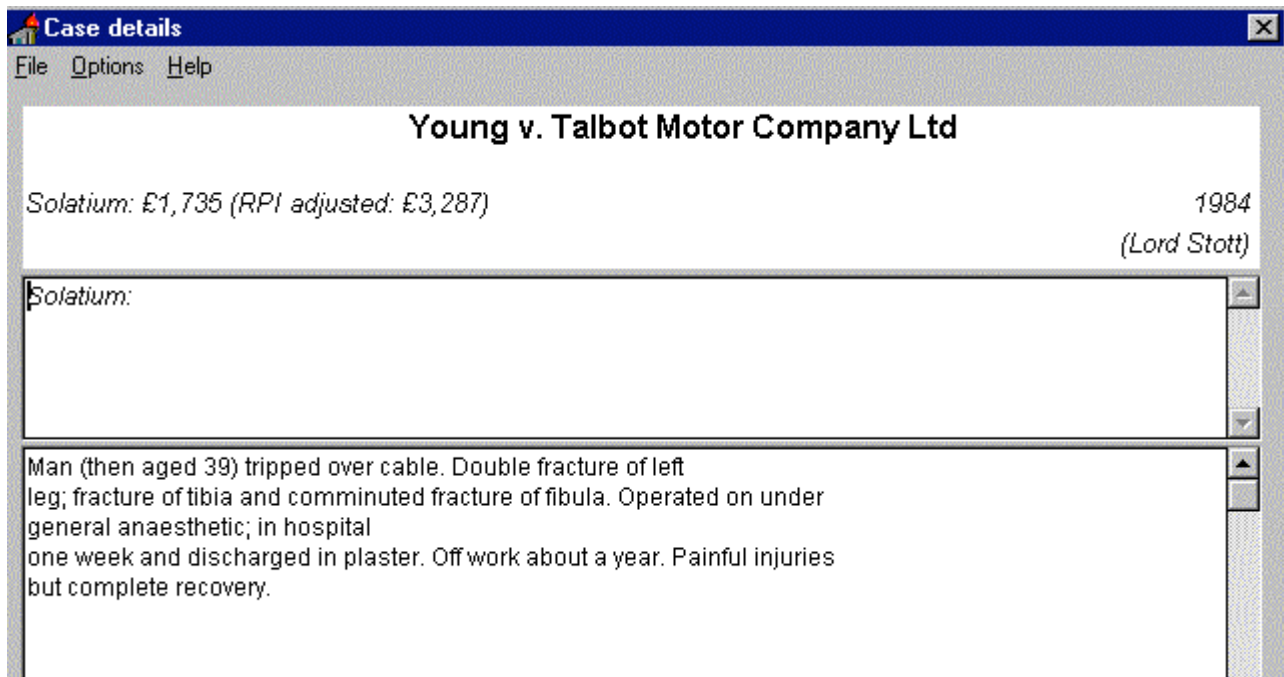 Case details
File Options Help
Young v. Talbot Motor Company Ltd
Solatium: £1,735 (RPI adjusted: £3,287) 1984
(Lord Stott)
Solatium:
Man (then aged 39) tripped over cable. Double fracture of left
leg; fracture of tibia and comminuted fracture of fibula. Operated on under
general anaesthetic; in hospital
one week and discharged in plaster. Off work about a year. Painful injuries
but complete recovery.